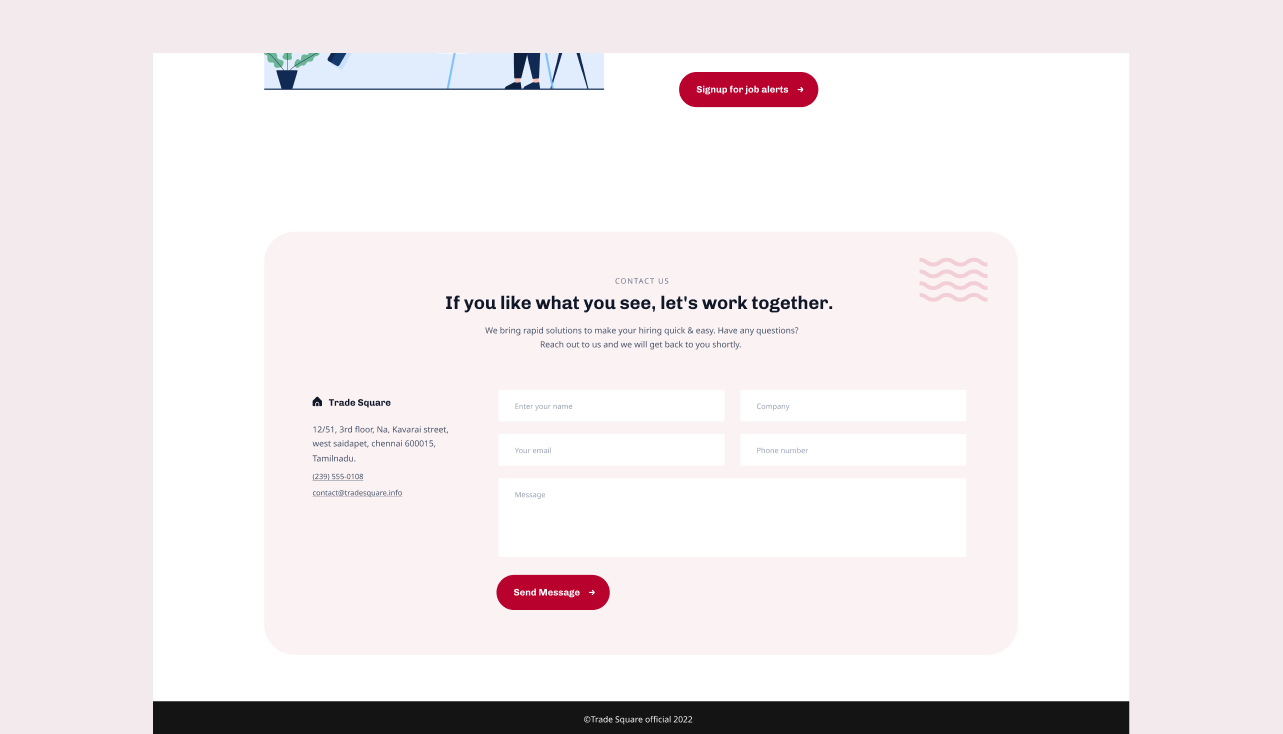 Signup for job alerts
CONTACT US
If you like what you see, let's work together.
We bring rapid solutions to make your hiring quick & easy. Have any questions?
Reach out to us and we will get back to you shortly.
Trade Square
12/51, 3rd floor, Na, Kavarai street,
west saidapet, chennai 600015,
Tamilnadu.
(239) 555-0108
contact@tradesquare.info
Enter your name
Company
Your email
Phone number
Message
Send Message
©Trade Square official 2022